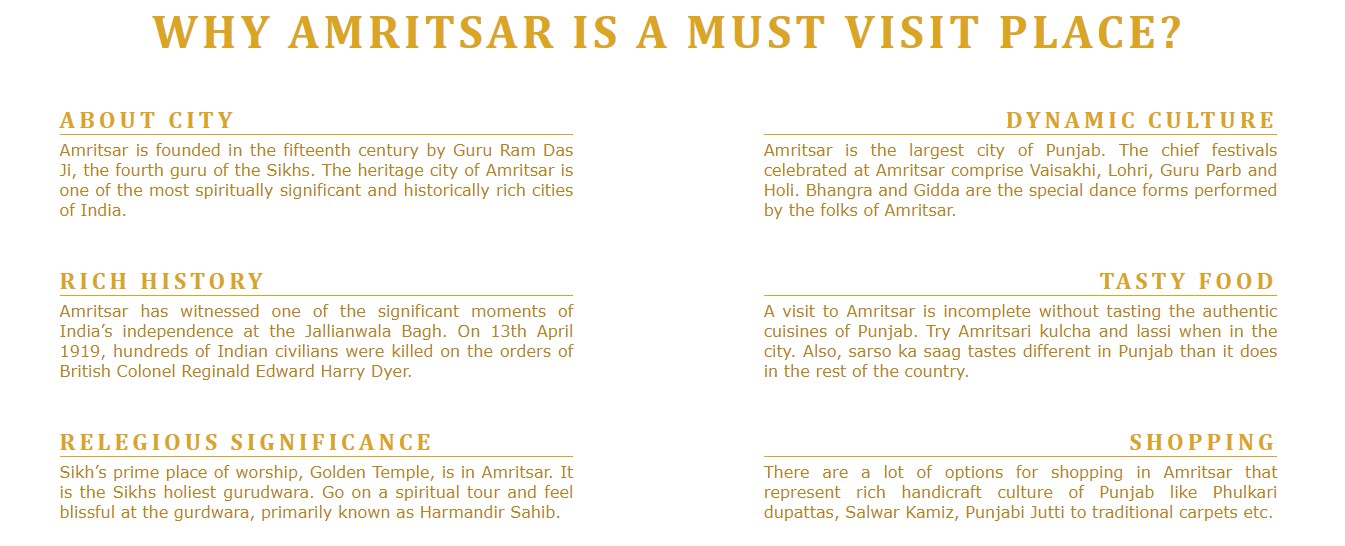 WHY AMRITSAR IS A MUST VISIT PLACE?
ABOUT CITY
Amritsar is founded in the fifteenth century by Guru Ram Das
Ji, the fourth guru of the Sikhs. The heritage city of Amritsar is
one of the most spiritually significant and historically rich cities
of India.
RICH HISTORY
Amritsar has witnessed one of the significant moments of
India’s independence at the Jallianwala Bagh. On 13th April
1919, hundreds of Indian civilians were killed on the orders of
British Colonel Reginald Edward Harry Dyer.
RELEGIOUS SIGNIFICANCE
Sikh’s prime place of worship, Golden Temple, is in Amritsar. It
is the Sikhs holiest gurudwara. Go on a spiritual tour and feel
blissful at the gurdwara, primarily known as Harmandir Sahib.
DYNAMIC CULTURE
Amritsar is the largest city of Punjab. The chief festivals
celebrated at Amritsar comprise Vaisakhi, Lohri, Guru Parb and
Holi. Bhangra and Gidda are the special dance forms performed
by the folks of Amritsar.
TASTY FOOD
A visit to Amritsar is incomplete without tasting the authentic
cuisines of Punjab. Try Amritsari kulcha and lassi when in the
city. Also, sarso ka saag tastes different in Punjab than it does
in the rest of the country.
SHOPPING
There are a lot of options for shopping in Amritsar that
represent rich handicraft culture of Punjab like Phulkari
dupattas, Salwar Kamiz, Punjabi Jutti to traditional carpets etc.